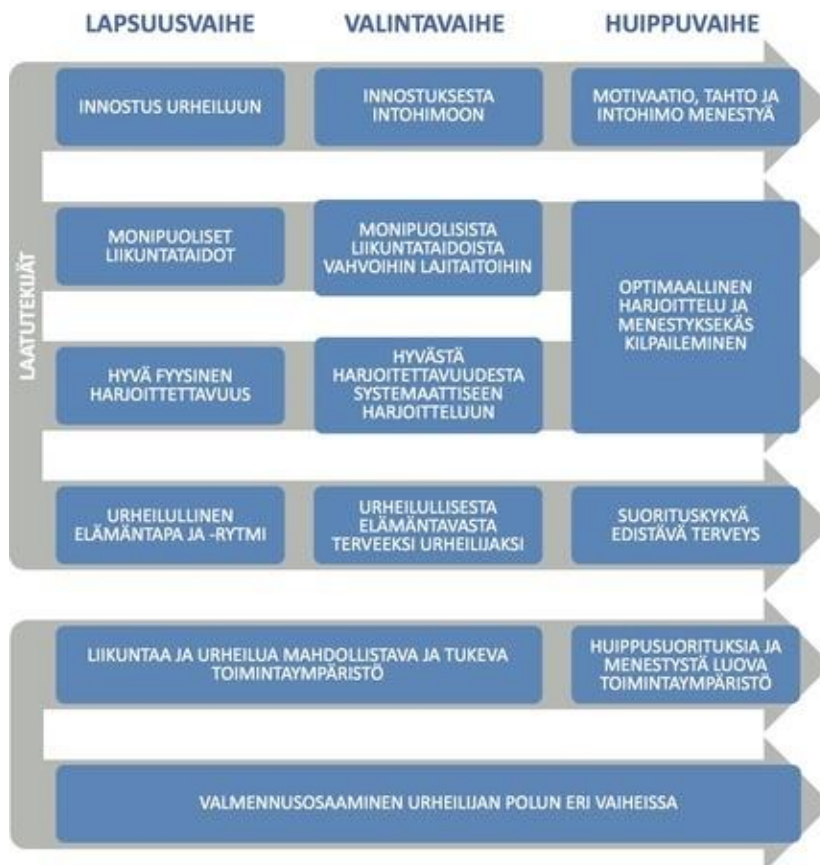 LAPSUUSVAIHE
VALINTAVAIHE
HUIPPUVAIHE
LAATUTEKIJÄT
INNOSTUS URHEILUUN
INNOSTUKSESTA
INTOHIMOON
MOTIVAATIO, TAHTO JA
INTOHIMO MENESTYÄ
MONIPUOLISET
LIIKUNTATAIDOT
MONIPUOLISISTA
LIIKUNTATAIDOISTA
VAHVOIHIN LAJITAITOIHIN
OPTIMAALLINEN
HARJOITTELU JA
MENESTYKSEKÄS
KILPAILEMINEN
HYVÄ FYYSINEN
HARJOITETTAVUUS
HYVÄSTÄ
HARJOITETTAVUUDESTA
SYSTEMAATTISEEN
HARJOITTELUUN
URHEILULLINEN
ELÄMÄNTAPA JA -RYTMI
URHEILULLISESTA
ELÄMÄNTAVASTA
TERVEEKSI URHEILIJAKSI
SUORITUSKYKYÄ
EDISTÄVÄ TERVEYS
LIIKUNTAA JA URHEILUA MAHDOLLISTAVA JA TUKEVA
TOIMINTAYMPÄRISTÖ
HUIPPUSUORITUKSIA JA
MENESTYSTÄ LUOVA
TOIMINTAYMPÄRISTÖ
VALMENNUSOSAAMINEN URHEILIJAN POLUN ERI VAIHEISSA